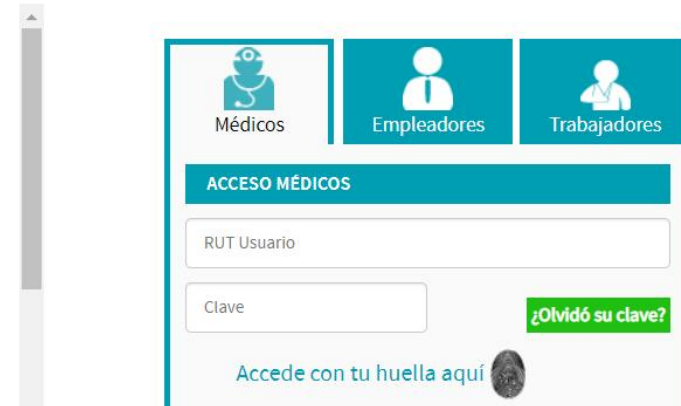 Médicos
Empleadores
Trabajadores
ACCESO MÉDICOS
RUT Usuario
Clave
¿Olvidó su clave?
Accede con tu huella aquí